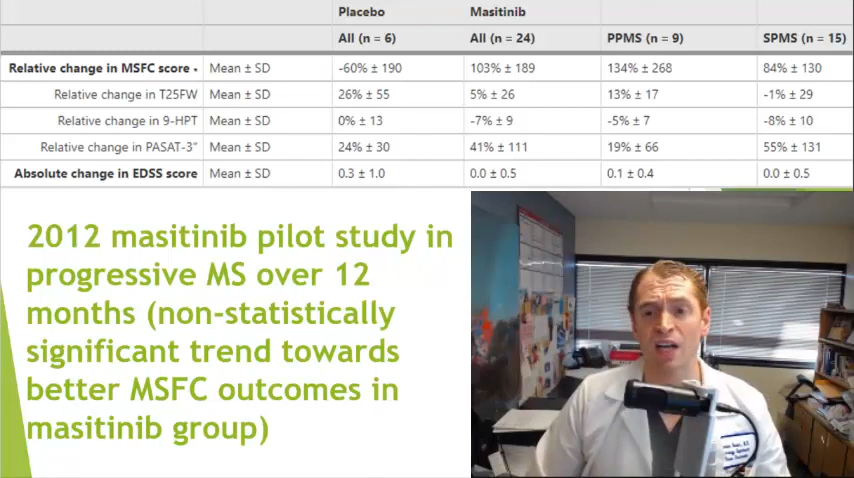 Placebo Masitinib
All (n = 6) All (n = 24) PPMS (n = 9) SPMS (n = 15)
Relative change in MSFC score * Mean ± SD -60% ± 190 103% ± 189 134% ± 268 84% ± 130
Relative change in T25FW Mean ± SD 26% ± 55 5% ± 26 13% ± 17 -1% ± 29
Relative change in 9-HPT Mean ± SD 0% ± 13 -7% ± 9 -5% ± 7 -8% ± 10
Relative change in PASAT-3" Mean ± SD 24% ± 30 41% ± 111 19% ± 66 55% ± 131
Absolute change in EDSS score Mean ± SD 0.3 ± 1.0 0.0 ± 0.5 0.1 ± 0.4 0.0 ± 0.5
2012 masitinib pilot study in
progressive MS over 12
months (non-statistically
significant trend towards
better MSFC outcomes in
masitinib group)